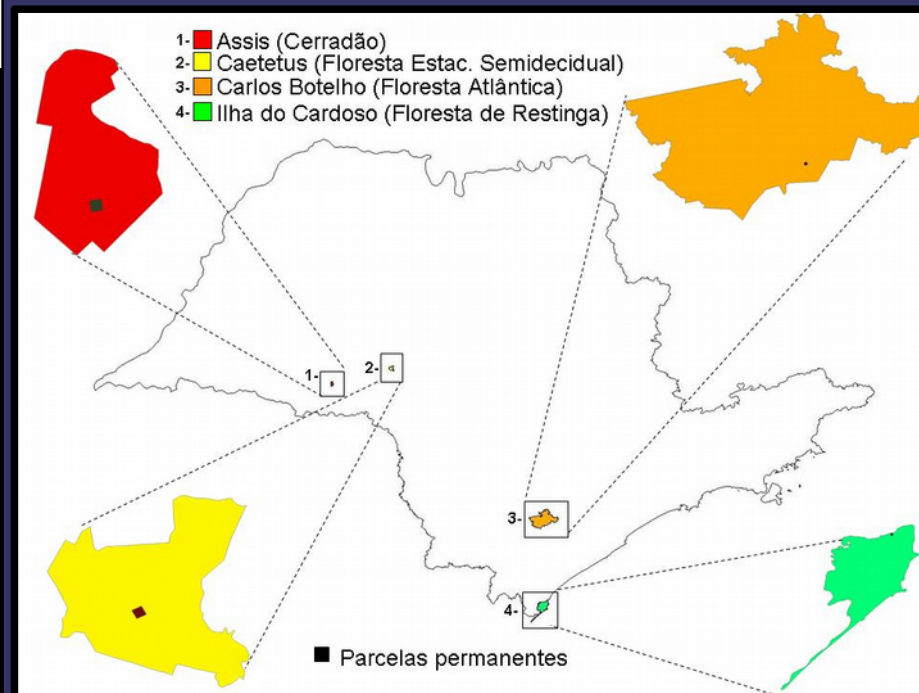 1- Assis (Cerradão)
2- Caetetus (Floresta Estac. Semidecidual)
3- Carlos Botelho (Floresta Atlântica)
4- Ilha do Cardoso (Floresta de Restinga)
1-
2-
3-
4-
Parcelas permanentes